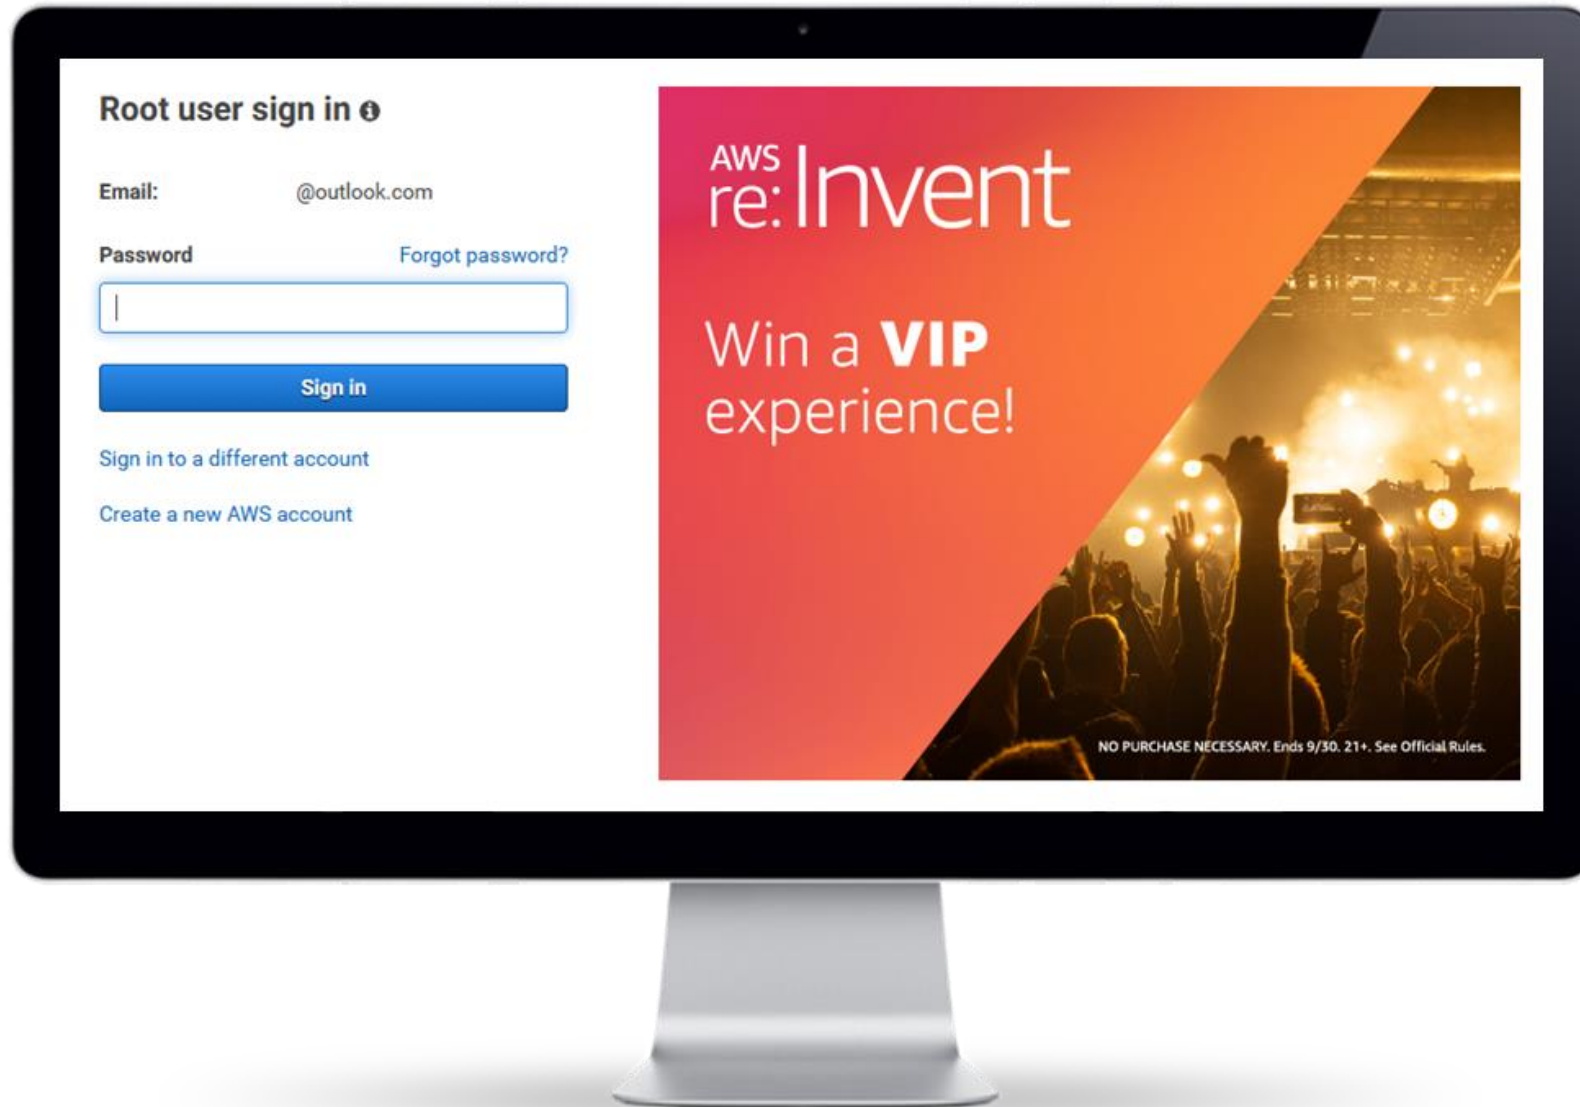 Root user sign in
Email: @outlook.com
Password Forgot password?
Sign in
Sign in to a different account
Create a new AWS account
AWS
re:Invent
Win a VIP
experience!
NO PURCHASE NECESSARY. Ends 9/30. 21+. See Official Rules.